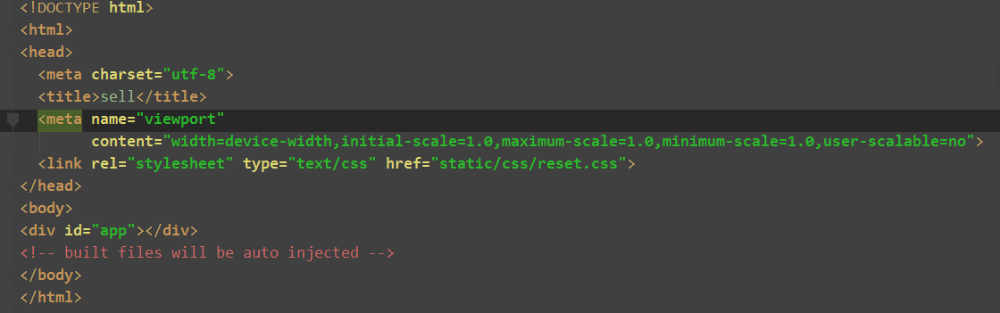 <!DOCTYPE html>
<html>
<head>
  <meta charset="utf-8">
  <title>sell</title>
  <meta name="viewport"
        content="width=device-width,initial-scale=1.0,maximum-scale=1.0,minimum-scale=1.0,user-scalable=no">
  <link rel="stylesheet" type="text/css" href="static/css/reset.css">
</head>
<body>
<div id="app"></div>
<!-- built files will be auto injected -->
</body>
</html>